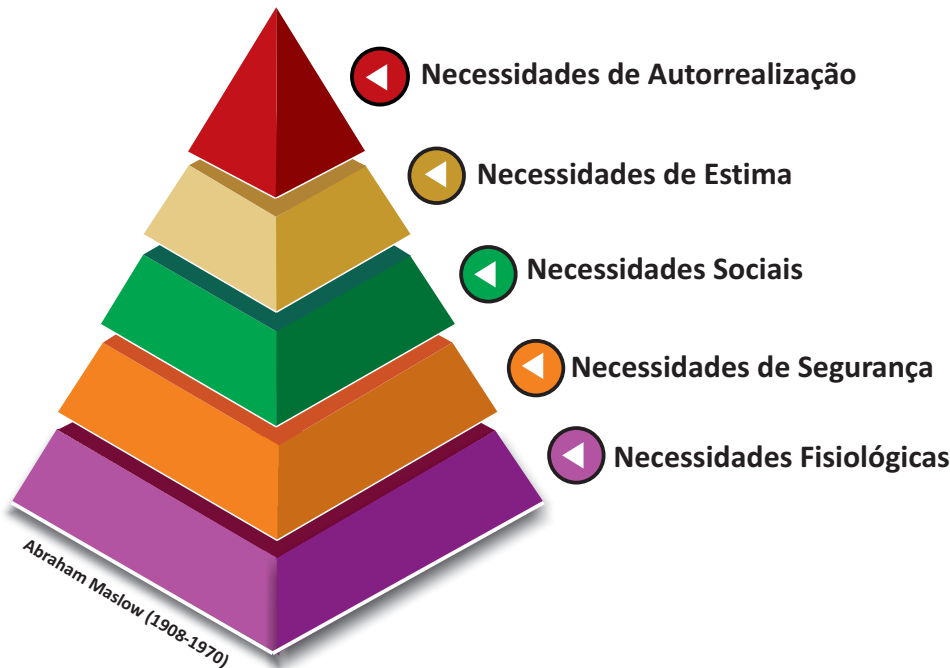 Necessidades de Autorrealização
Necessidades de Estima
Necessidades Sociais
Necessidades de Segurança
Necessidades Fisiológicas
Abraham Maslow (1908-1970)